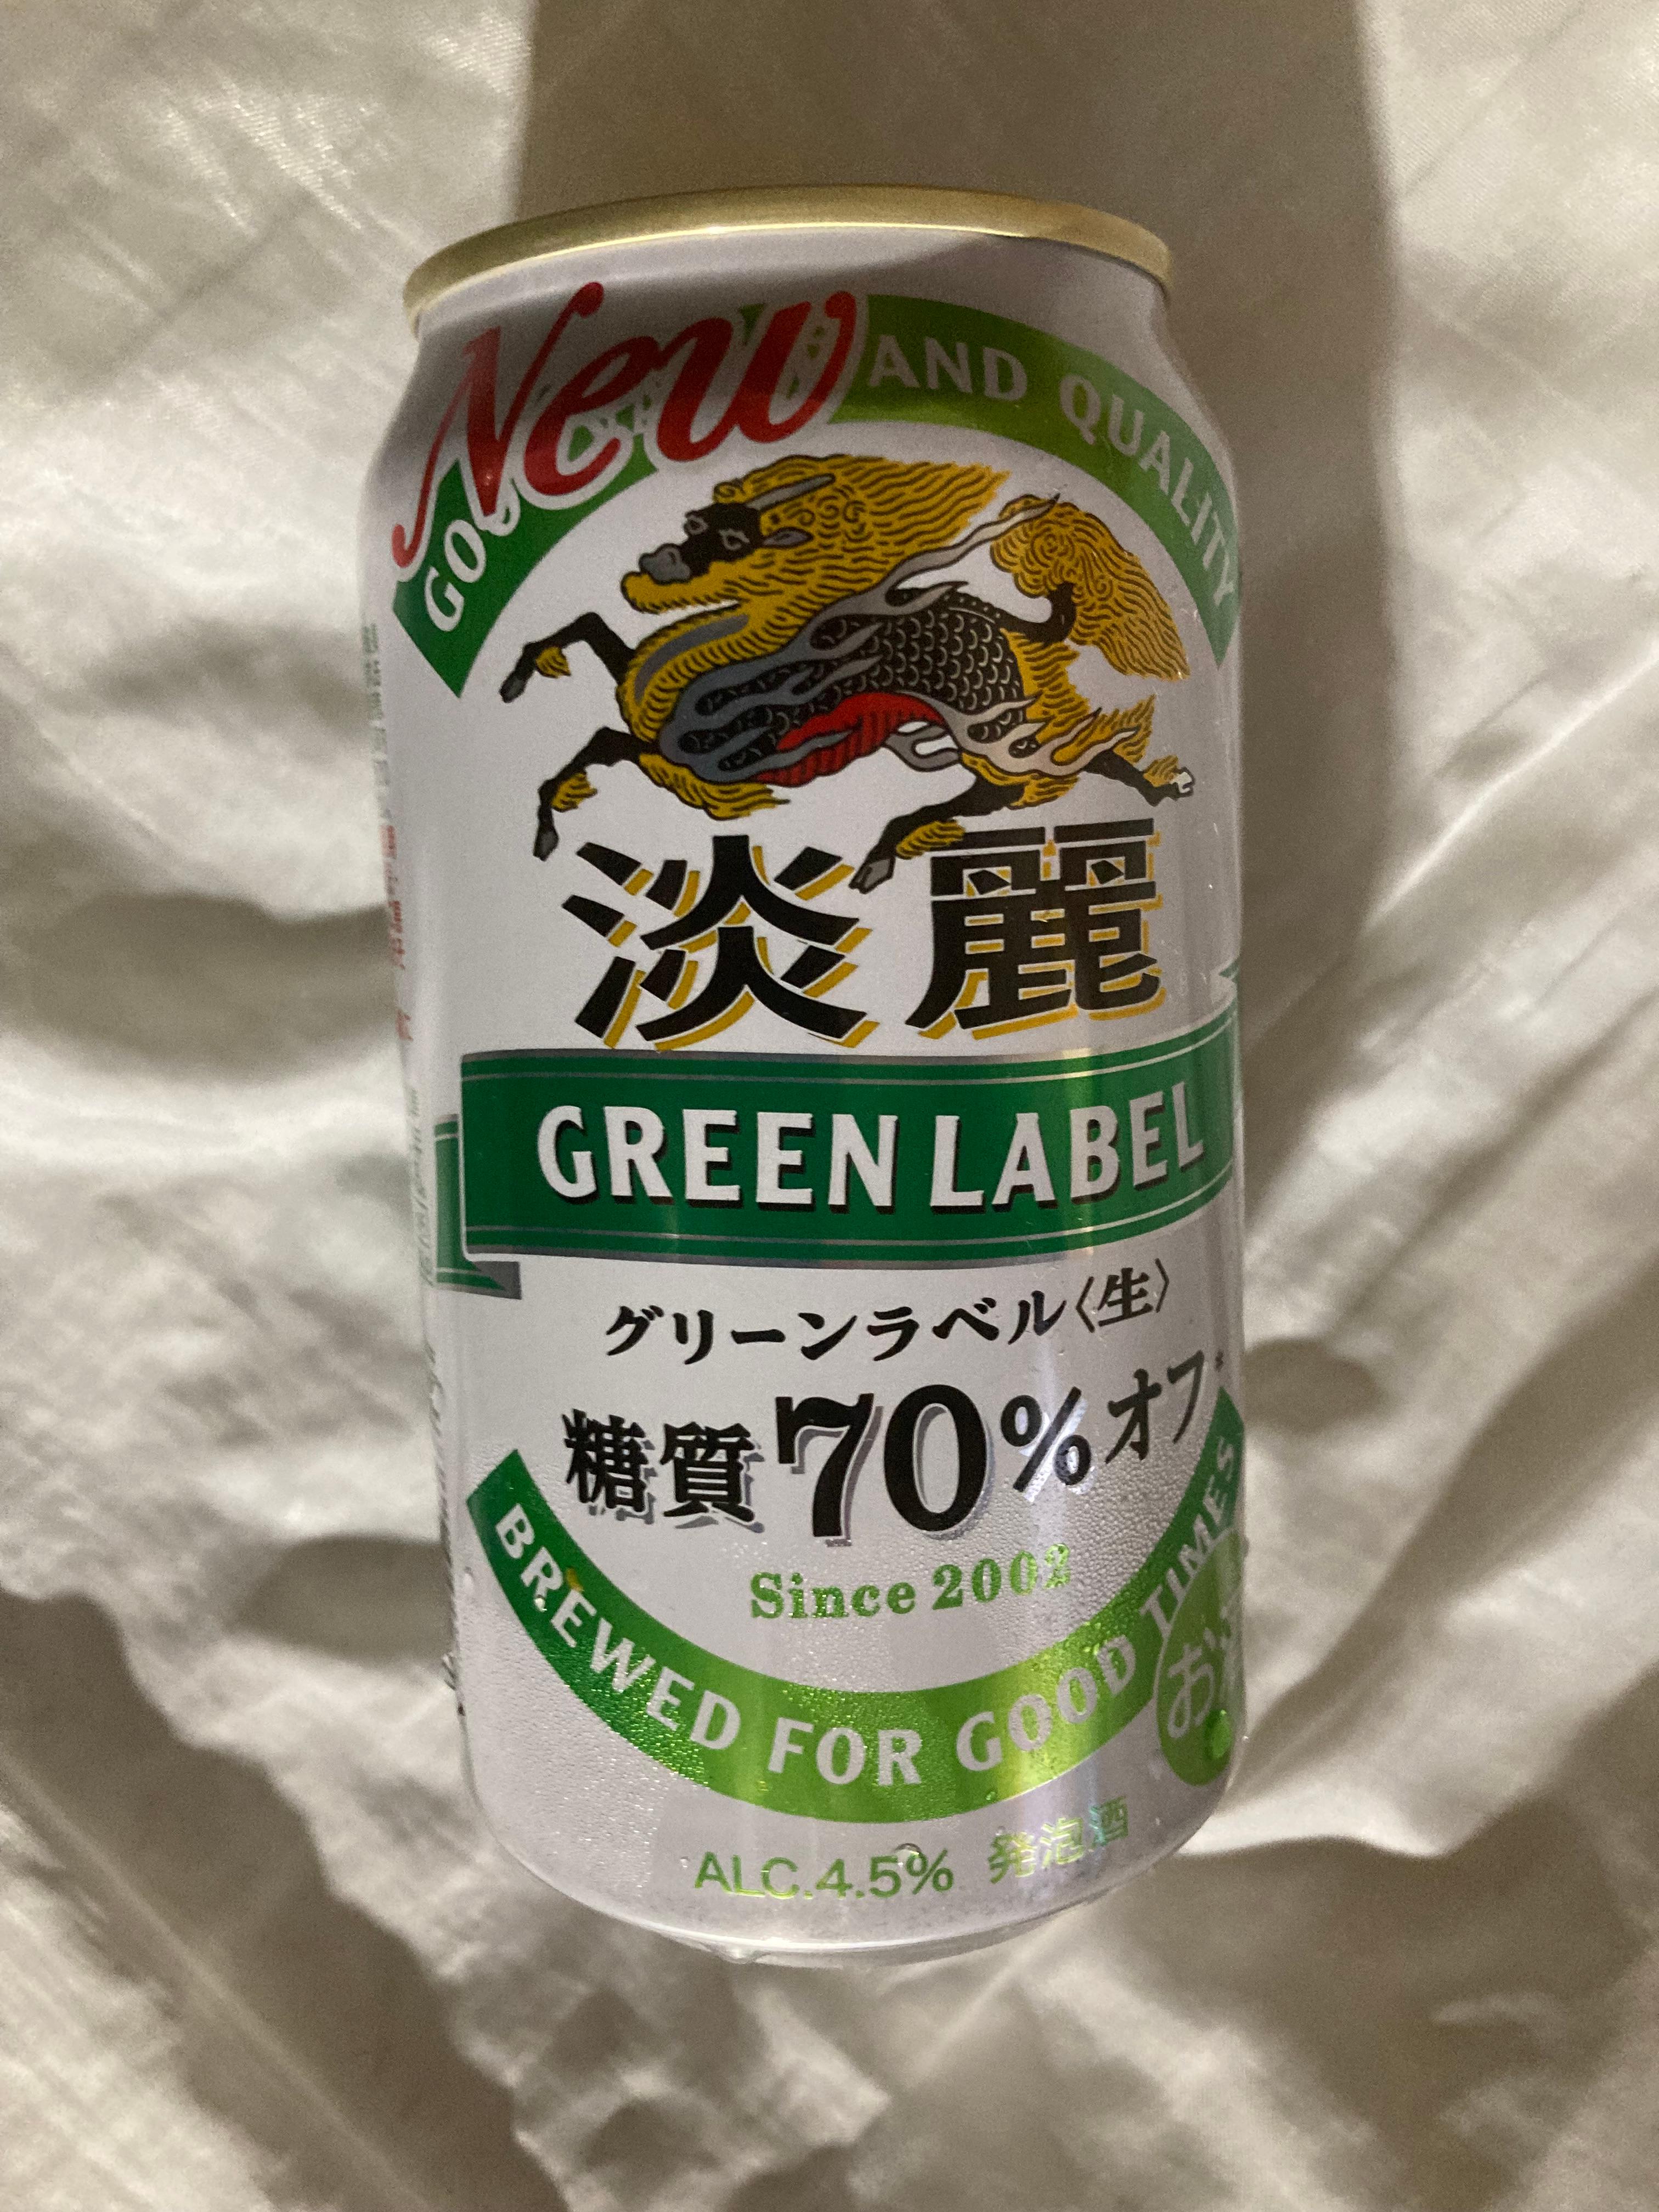 New
AND QUALITY
淡麗
GREEN LABEL
グリーンラベル〈生〉
糖質70%オフ*
Since 2002
BREWED FOR GOOD TIMES
ALC.4.5% 発泡酒